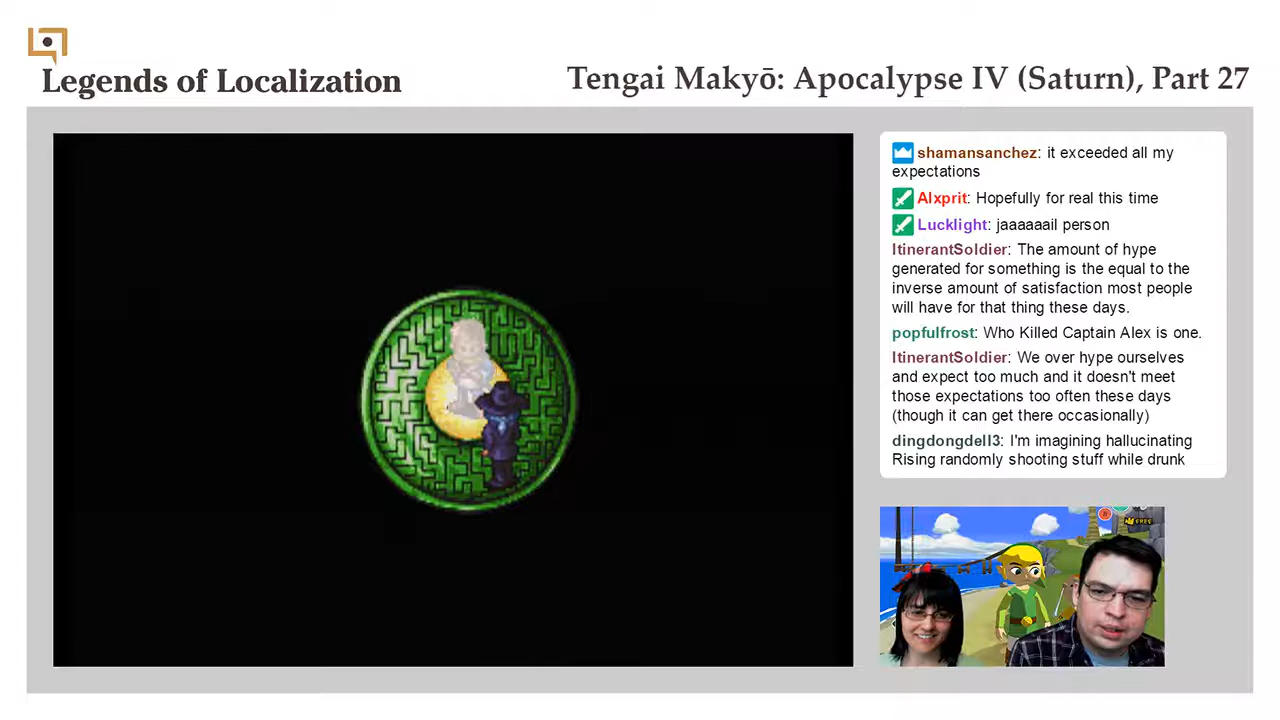 Legends of Localization
Tengai Makyō: Apocalypse IV (Saturn), Part 27
shamansanchez: it exceeded all my
expectations
Alxprit: Hopefully for real this time
Lucklight: jaaaaaail person
ItinerantSoldier: The amount of hype
generated for something is the equal to the
inverse amount of satisfaction most people
will have for that thing these days.
popfulfrost: Who Killed Captain Alex is one.
ItinerantSoldier: We over hype ourselves
and expect too much and it doesn't meet
those expectations too often these days
(though it can get there occasionally)
dingdongdell3: I'm imagining hallucinating
Rising randomly shooting stuff while drunk
FREE